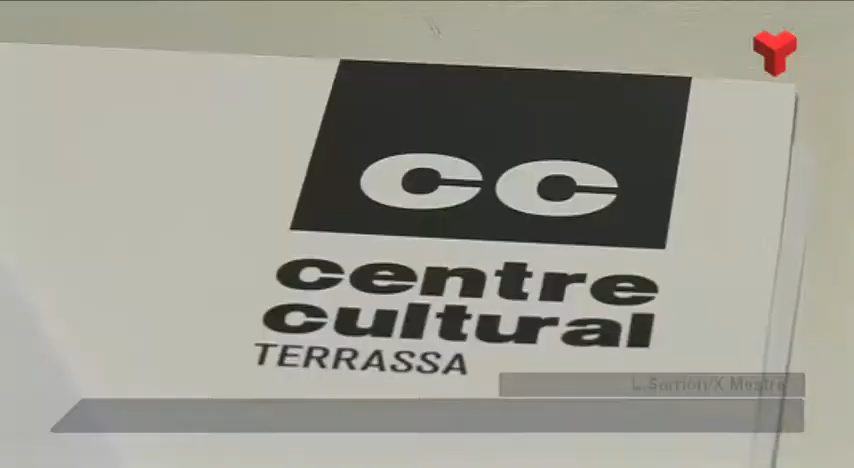 cc
centre
cultural
TERRASSA
L.Sarrión/X Mestre